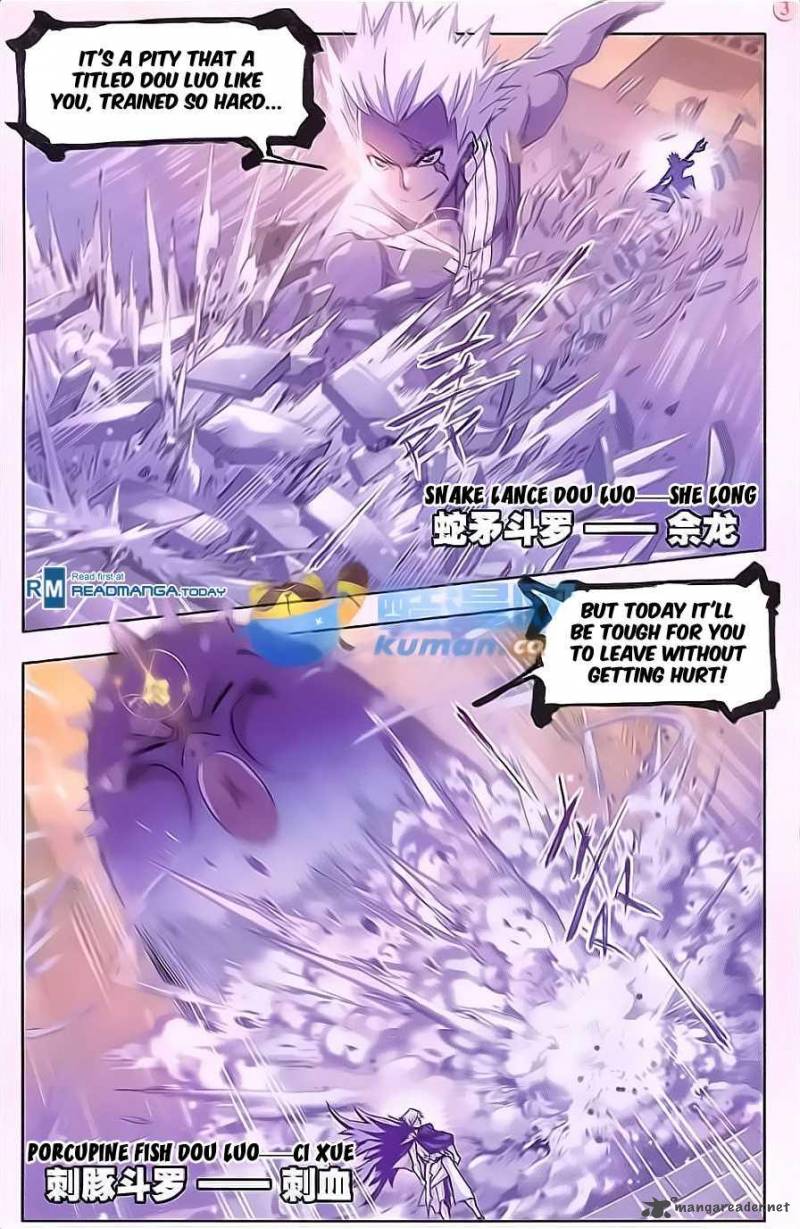 3
IT'S A PITY THAT A
TITLED DOU LUO LIKE
YOU, TRAINED SO HARD...
SNAKE LANCE DOU LUO——SHE LONG
蛇矛斗罗 —— 佘龙
RM Read first at
READMANGA.TODAY
kuman.co
BUT TODAY IT'LL
BE TOUGH FOR YOU
TO LEAVE WITHOUT
GETTING HURT!
PORCUPINE FISH DOU LUO——CI XUE
刺豚斗罗 —— 刺血
mangareader.net